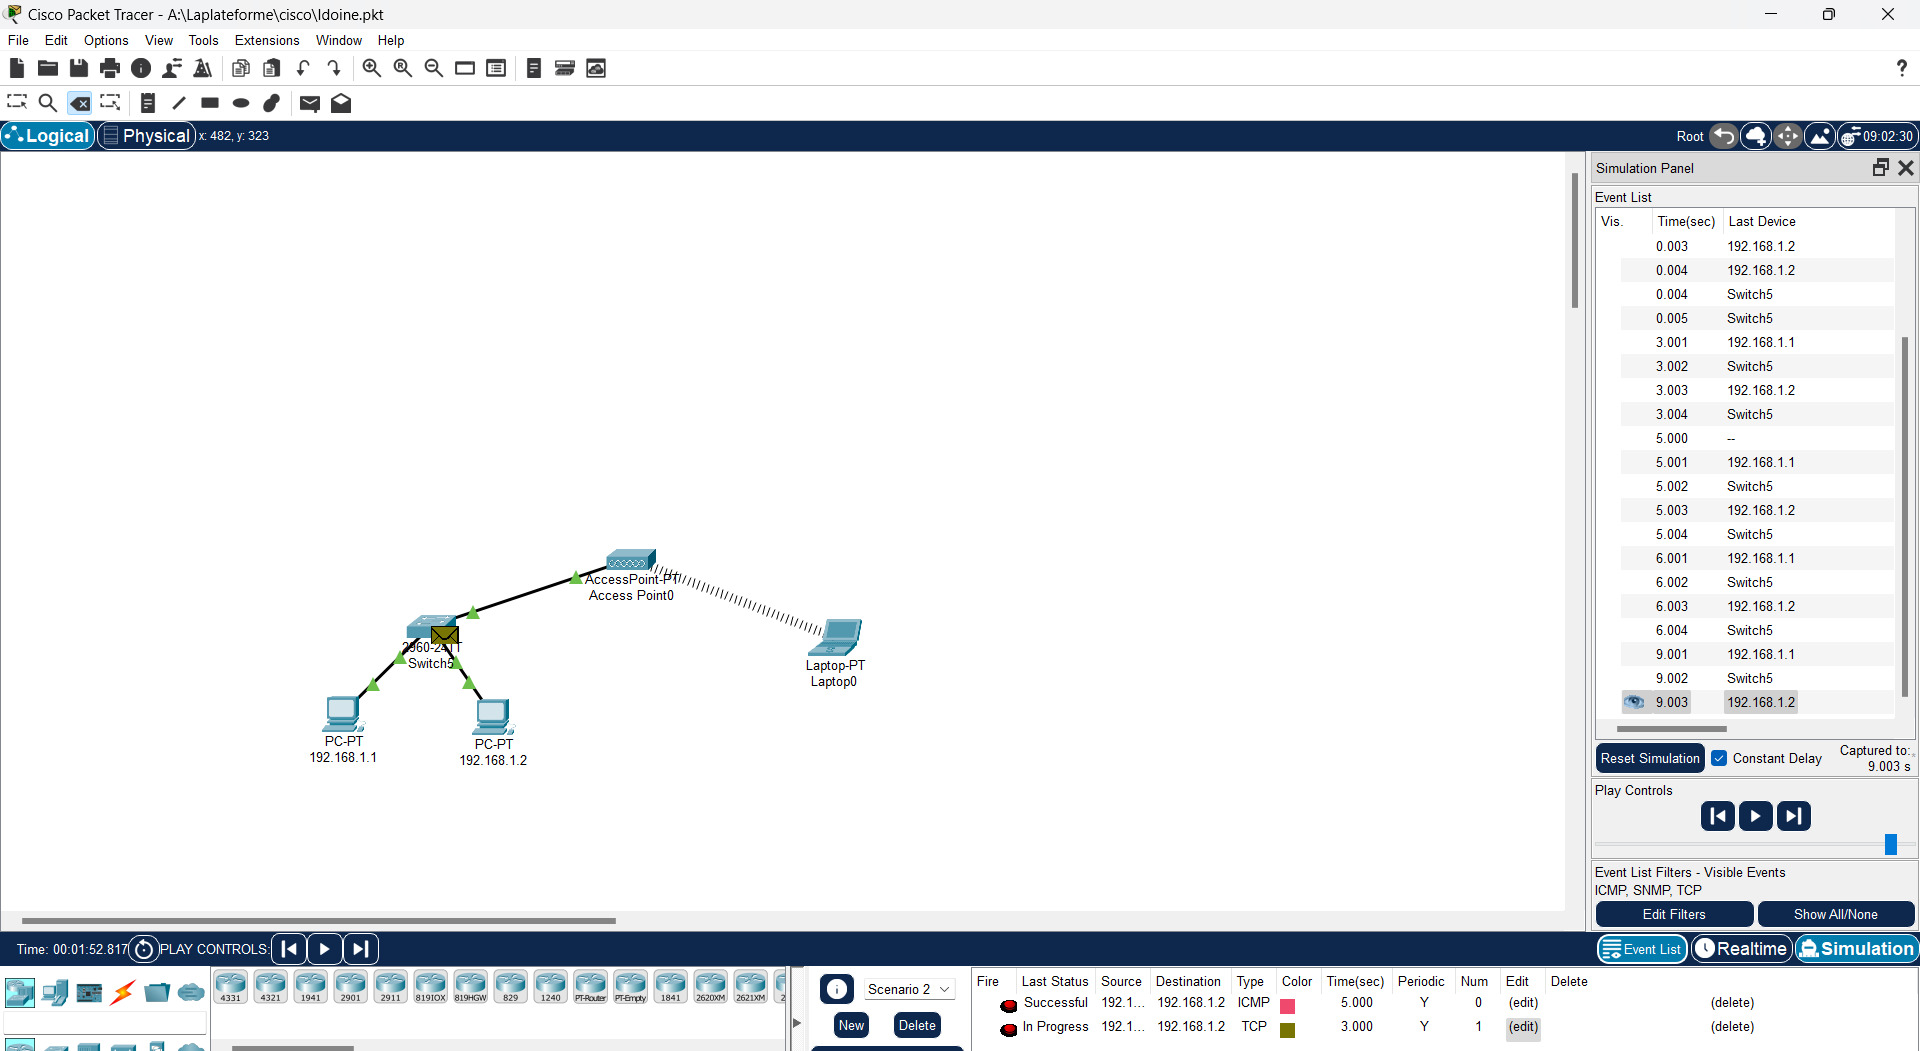 Cisco Packet Tracer - A:\Laplateforme\cisco\Idoine.pkt
File Edit Options View Tools Extensions Window Help
?
Logical Physical x: 482, y: 323 Root 09:02:30
Simulation Panel
Event List
Vis. Time(sec) Last Device
0.003 192.168.1.2
0.004 192.168.1.2
0.004 Switch5
0.005 Switch5
3.001 192.168.1.1
3.002 Switch5
3.003 192.168.1.2
3.004 Switch5
5.000 --
5.001 192.168.1.1
5.002 Switch5
5.003 192.168.1.2
5.004 Switch5
6.001 192.168.1.1
6.002 Switch5
6.003 192.168.1.2
6.004 Switch5
9.001 192.168.1.1
9.002 Switch5
9.003 192.168.1.2
AccessPoint-PT
Access Point0
2960-24TT
Switch5
Laptop-PT
Laptop0
PC-PT
192.168.1.1
PC-PT
192.168.1.2
Reset Simulation Constant Delay Captured to:
9.003 s
Play Controls
Event List Filters - Visible Events
ICMP, SNMP, TCP
Edit Filters Show All/None
Time: 00:01:52.817 PLAY CONTROLS: Event List Realtime Simulation
4331 4321 1941 2901 2911 819IOX 819HGW 829 1240 PT-Router PT-Empty 1841 2620XM 2621XM 2
Scenario 2
New Delete
Fire Last Status Source Destination Type Color Time(sec) Periodic Num Edit Delete
Successful 192.1... 192.168.1.2 ICMP 5.000 Y 0 (edit) (delete)
In Progress 192.1... 192.168.1.2 TCP 3.000 Y 1 (edit) (delete)